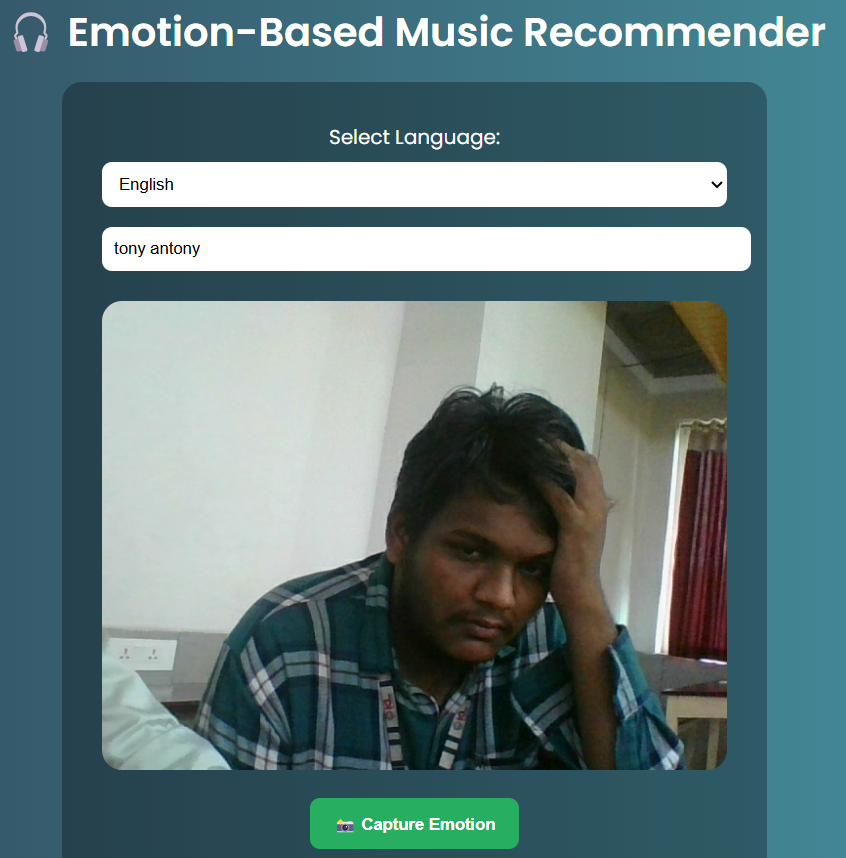 Emotion-Based Music Recommender
Select Language:
English
tony antony
Capture Emotion